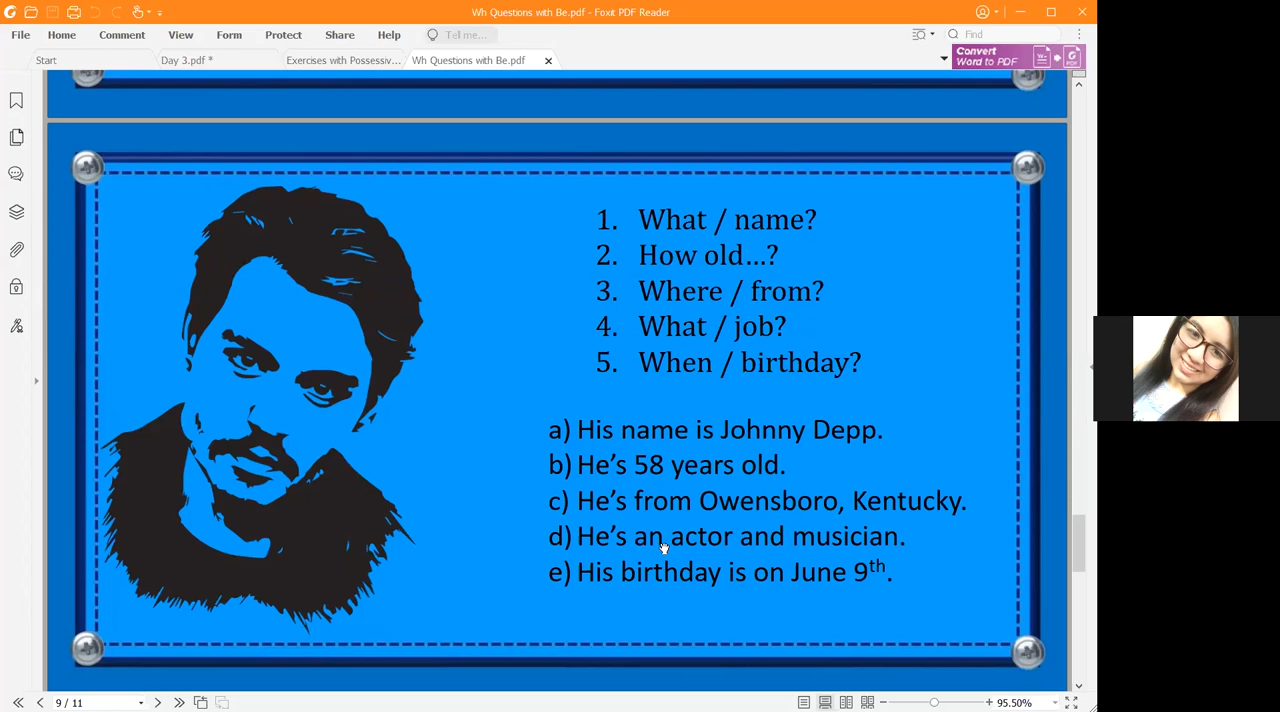 Wh Questions with Be.pdf - Foxit PDF Reader
File Home Comment View Form Protect Share Help Tell me... Find
Start Day 3.pdf * Exercises with Possessiv... Wh Questions with Be.pdf
Convert
Word to PDF
1. What / name?
2. How old...?
3. Where / from?
4. What / job?
5. When / birthday?
a) His name is Johnny Depp.
b) He's 58 years old.
c) He's from Owensboro, Kentucky.
d) He's an actor and musician.
e) His birthday is on June 9th.
9 / 11
95.50%